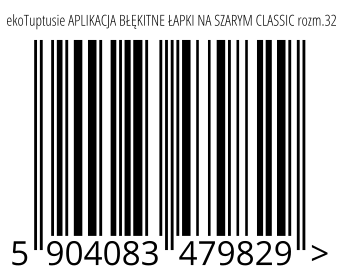 ekoTuptusie APLIKACJA BŁĘKITNE ŁAPKI NA SZARYM CLASSIC rozm.32
5 904083 479829 >